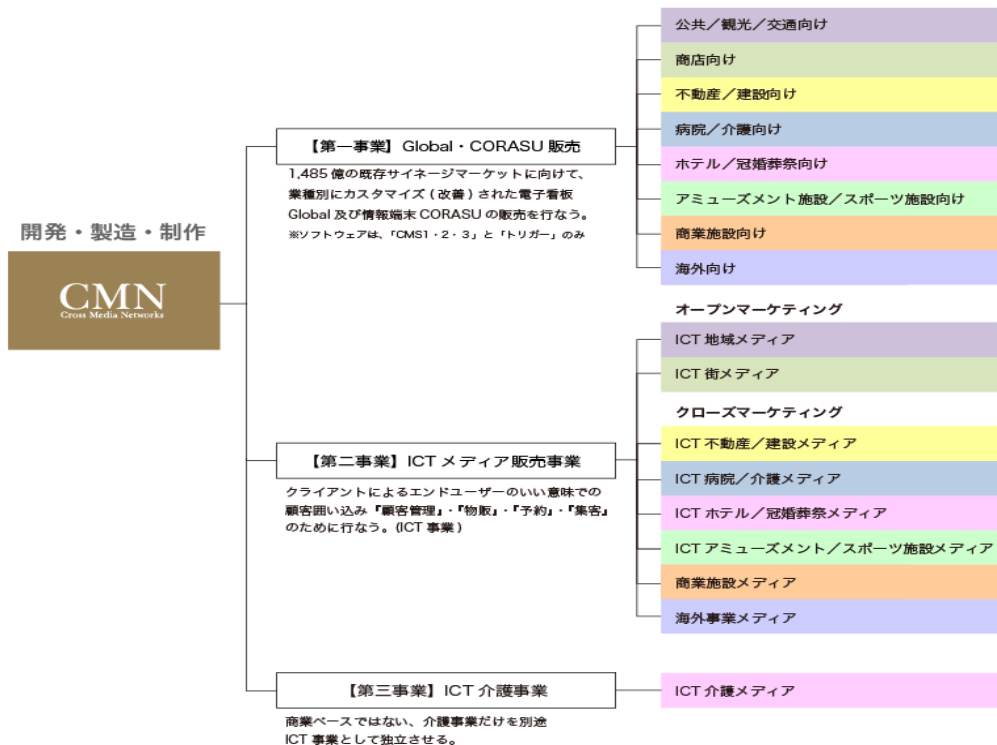 開発・製造・制作
CMN
Cross Media Networks
【第一事業】Global・CORASU 販売
1,485 億の既存サイネージマーケットに向けて、
業種別にカスタマイズ ( 改善 ) された電子看板
Global 及び情報端末 CORASU の販売を行なう。
※ソフトウェアは、「CMS1・2・3」と「トリガー」のみ
公共／観光／交通向け
商店向け
不動産／建設向け
病院／介護向け
ホテル／冠婚葬祭向け
アミューズメント施設／スポーツ施設向け
商業施設向け
海外向け
【第二事業】ICT メディア販売事業
クライアントによるエンドユーザーのいい意味での
顧客囲い込み『顧客管理』・『物販』・『予約』・『集客』
のために行なう。(ICT 事業 )
オープンマーケティング
ICT 地域メディア
ICT 街メディア
クローズマーケティング
ICT 不動産／建設メディア
ICT 病院／介護メディア
ICT ホテル／冠婚葬祭メディア
ICT アミューズメント／スポーツ施設メディア
商業施設メディア
海外事業メディア
【第三事業】ICT 介護事業
商業ベースではない、介護事業だけを別途
ICT 事業として独立させる。
ICT 介護メディア